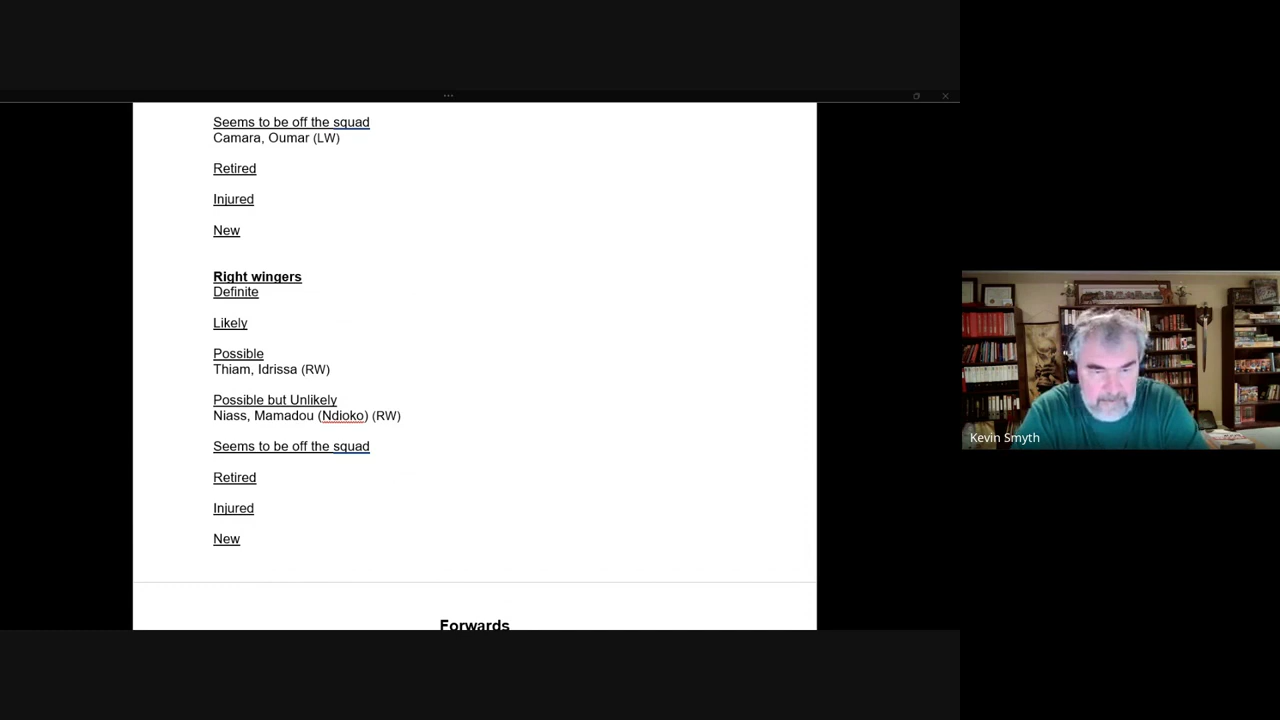 Seems to be off the squad
Camara, Oumar (LW)
Retired
Injured
New
Right wingers
Definite
Likely
Possible
Thiam, Idrissa (RW)
Possible but Unlikely
Niass, Mamadou (Ndioko) (RW)
Seems to be off the squad
Retired
Injured
New
Forwards
Kevin Smyth